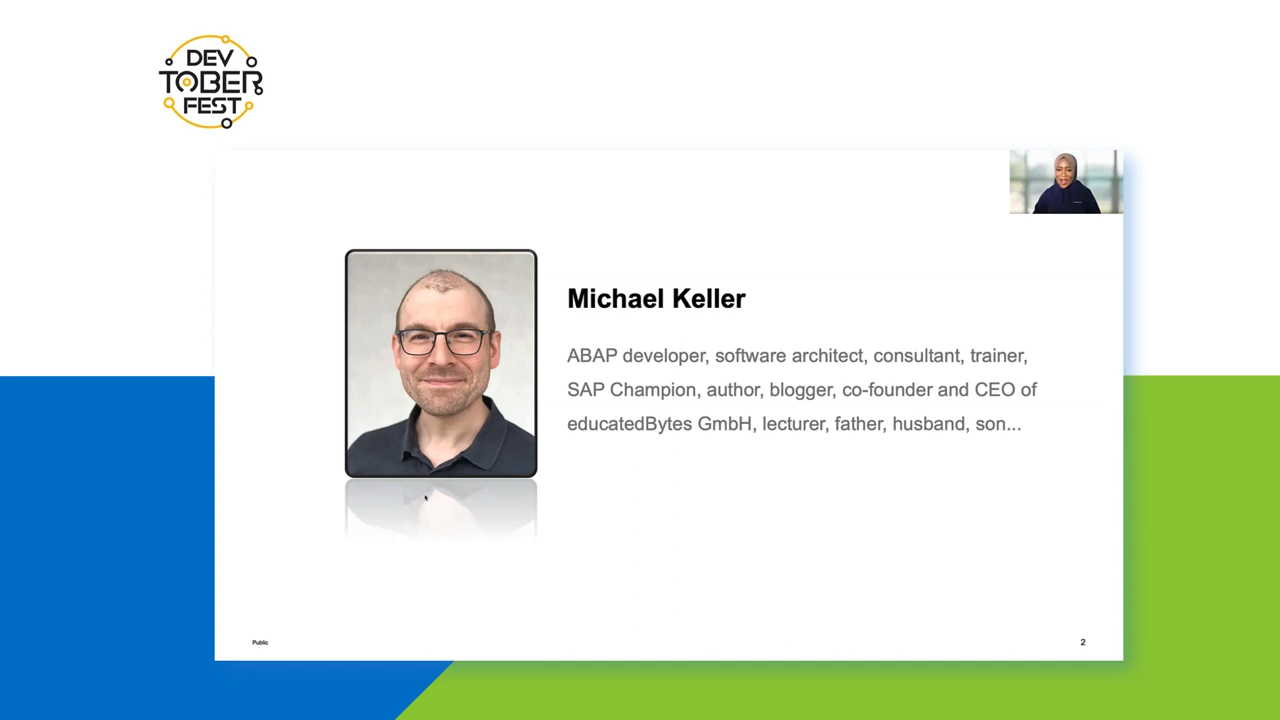 DEV
TOBER
FEST
Michael Keller
ABAP developer, software architect, consultant, trainer,
SAP Champion, author, blogger, co-founder and CEO of
educatedBytes GmbH, lecturer, father, husband, son...
Public
2